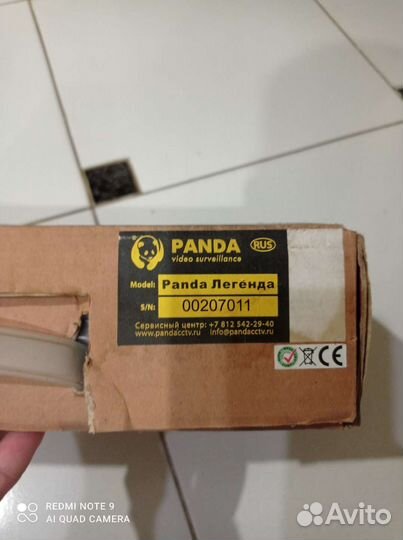 PANDA
RUS
video surveillance
Model: Panda Легенда
S/N: 00207011
Сервисный центр: +7 812 542-29-40
www.pandacctv.ru info@pandacctv.ru
CE
REDMI NOTE 9
AI QUAD CAMERA
Avito